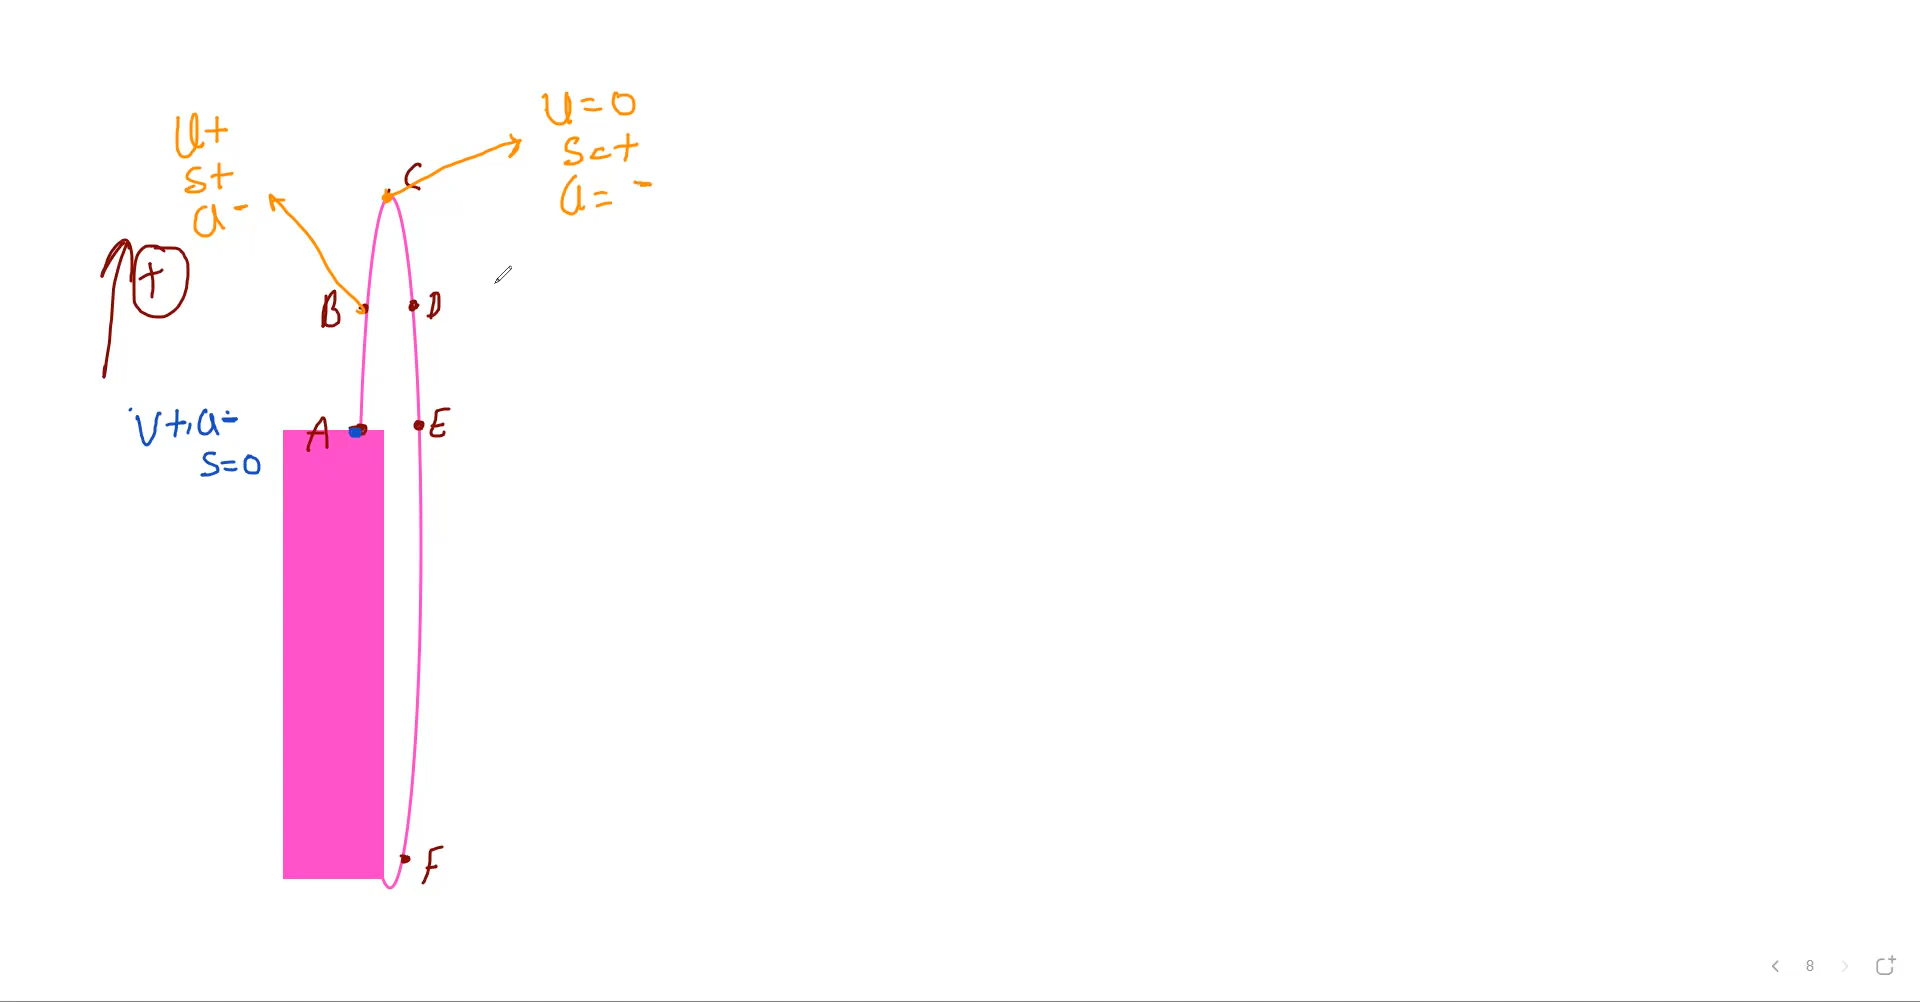 U=0
S=+
a=-
U+
S+
a-
C
+
B
D
V+, a-
S=0
A
E
F
8